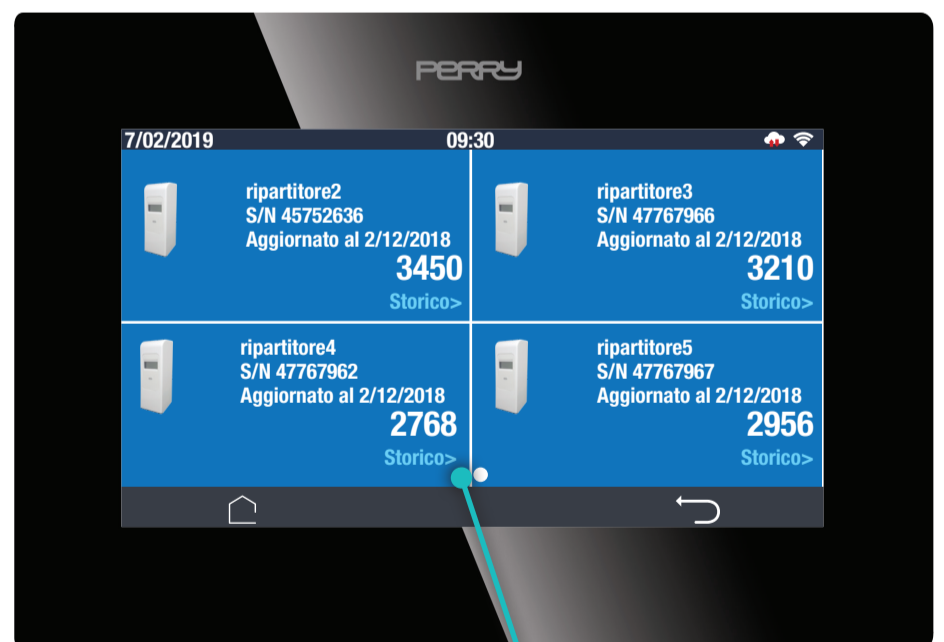 PERRY
7/02/2019 09:30
ripartitore2
S/N 45752636
Aggiornato al 2/12/2018
3450
Storico>
ripartitore3
S/N 47767966
Aggiornato al 2/12/2018
3210
Storico>
ripartitore4
S/N 47767962
Aggiornato al 2/12/2018
2768
Storico>
ripartitore5
S/N 47767967
Aggiornato al 2/12/2018
2956
Storico>